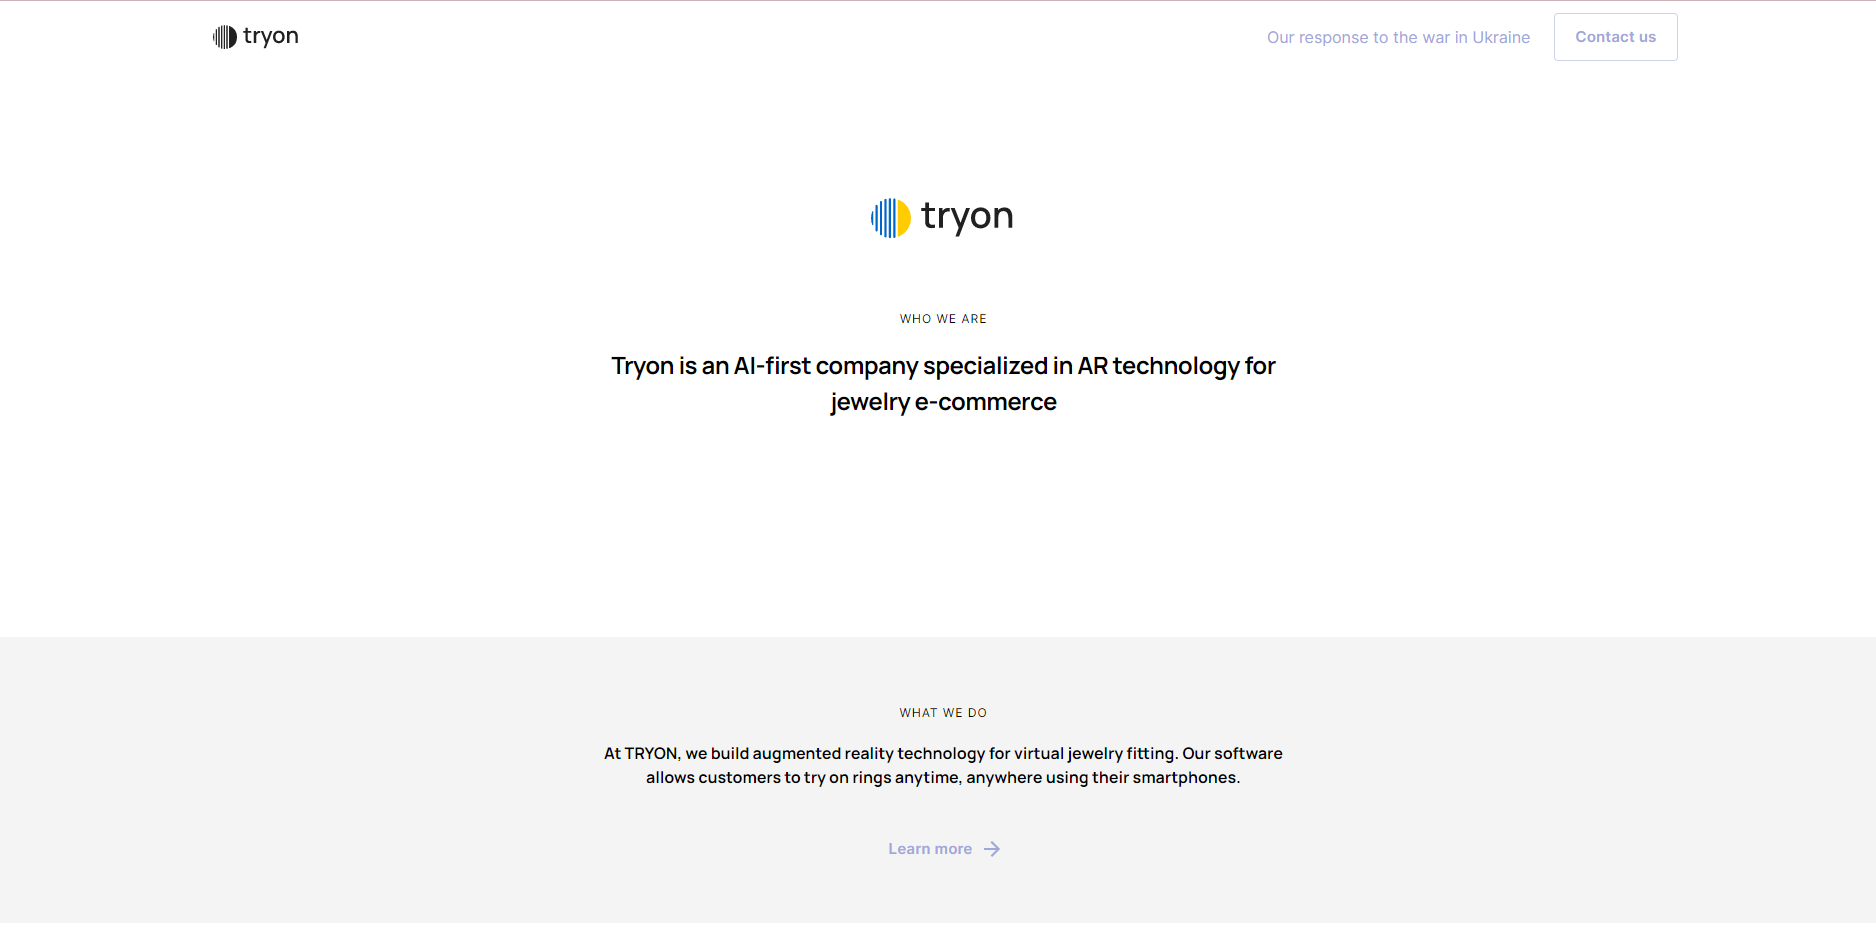 tryon
Our response to the war in Ukraine
Contact us
tryon
WHO WE ARE
Tryon is an AI-first company specialized in AR technology for
jewelry e-commerce
WHAT WE DO
At TRYON, we build augmented reality technology for virtual jewelry fitting. Our software
allows customers to try on rings anytime, anywhere using their smartphones.
Learn more